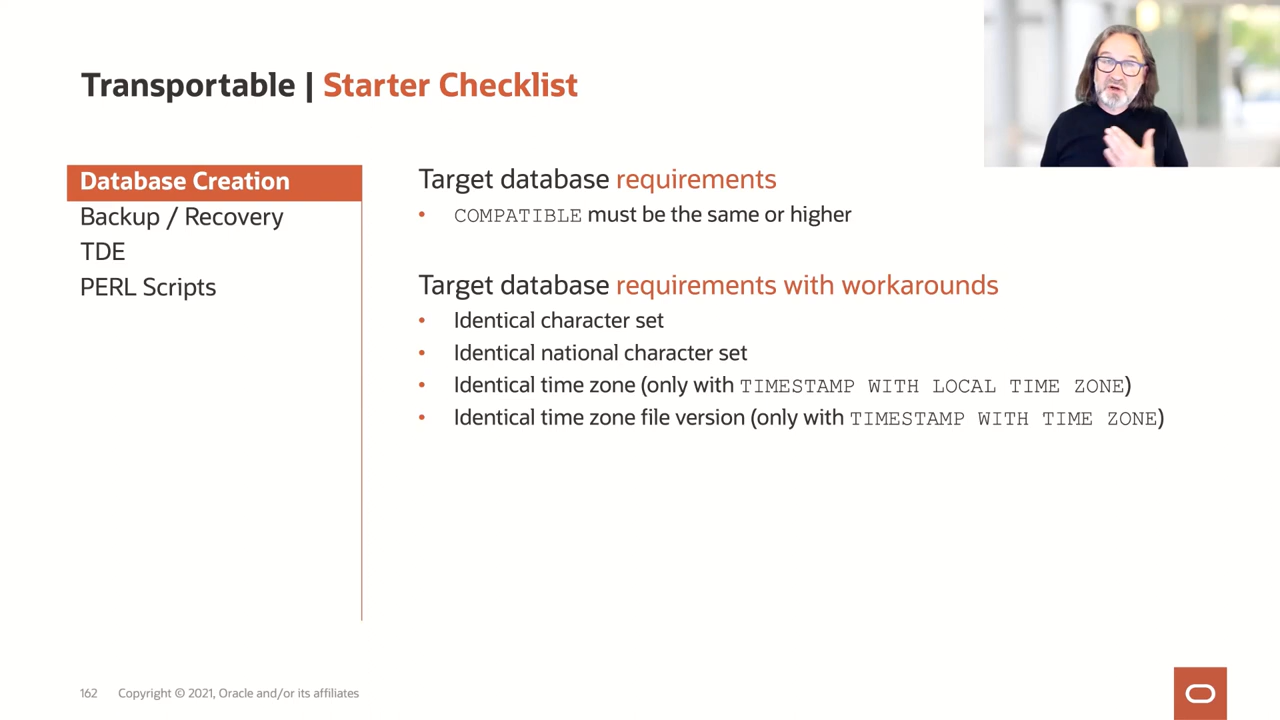 Transportable | Starter Checklist
Database Creation
Backup / Recovery
TDE
PERL Scripts
Target database requirements
• COMPATIBLE must be the same or higher
Target database requirements with workarounds
• Identical character set
• Identical national character set
• Identical time zone (only with TIMESTAMP WITH LOCAL TIME ZONE)
• Identical time zone file version (only with TIMESTAMP WITH TIME ZONE)
162 Copyright © 2021, Oracle and/or its affiliates